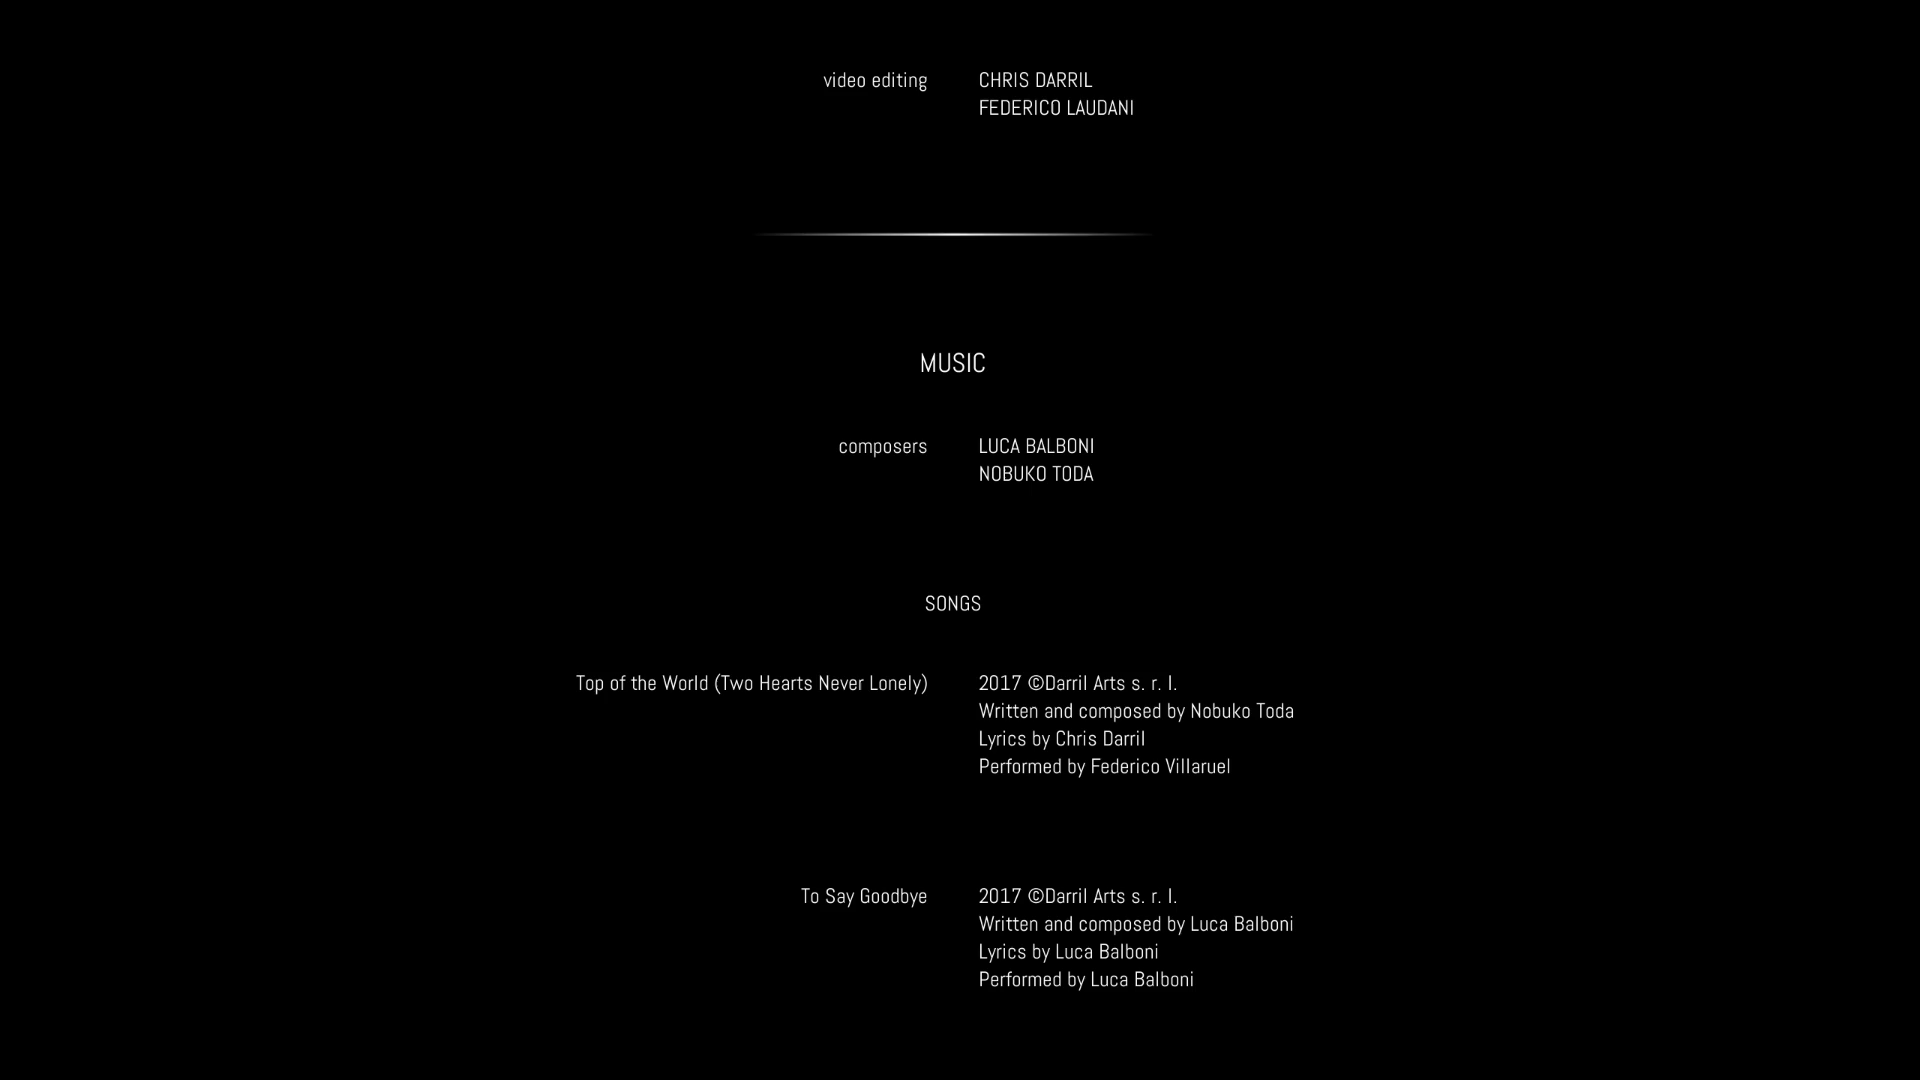 video editing CHRIS DARRIL
FEDERICO LAUDANI
MUSIC
composers LUCA BALBONI
NOBUKO TODA
SONGS
Top of the World (Two Hearts Never Lonely) 2017 ©Darril Arts s. r. l.
Written and composed by Nobuko Toda
Lyrics by Chris Darril
Performed by Federico Villaruel
To Say Goodbye 2017 ©Darril Arts s. r. l.
Written and composed by Luca Balboni
Lyrics by Luca Balboni
Performed by Luca Balboni